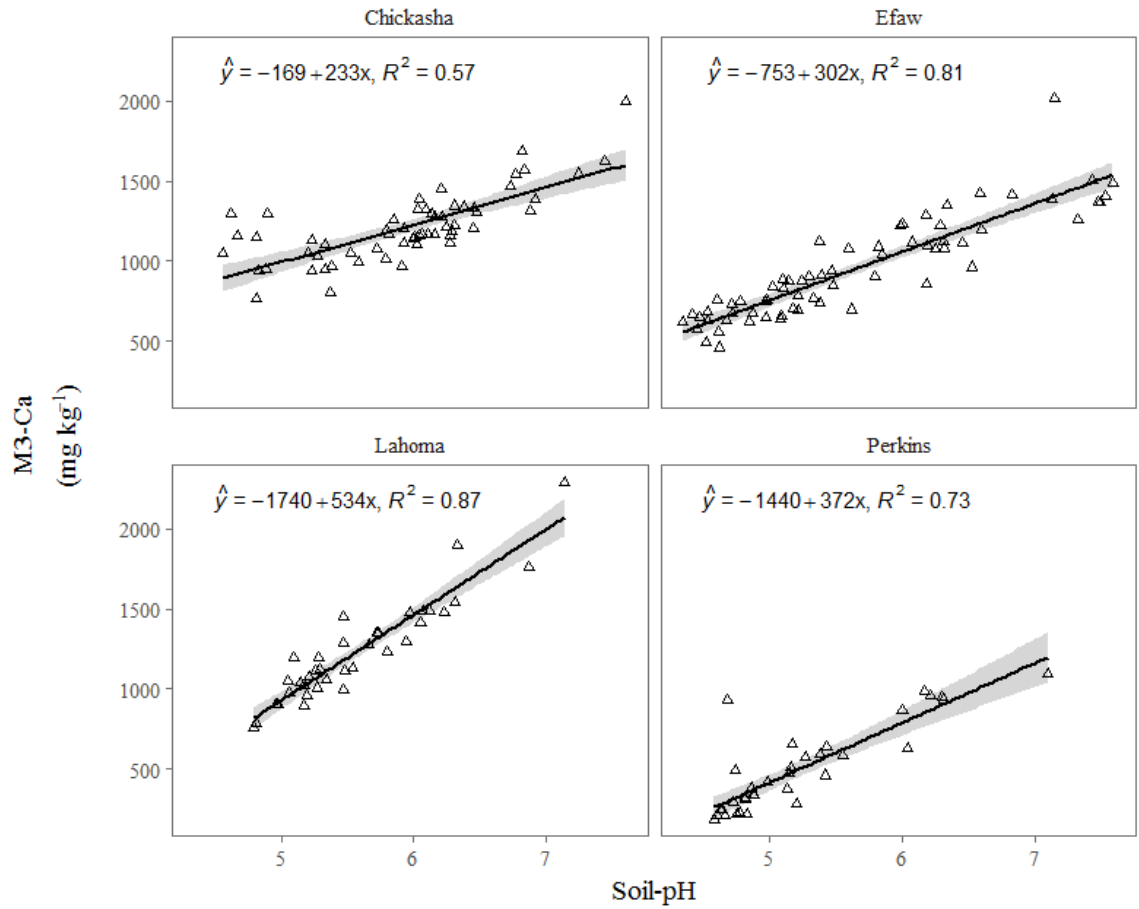 Chickasha
Efaw
ŷ = −169 + 233x, R² = 0.57
ŷ = −753 + 302x, R² = 0.81
2000
1500
1000
500
M3-Ca
(mg kg⁻¹)
Lahoma
Perkins
ŷ = −1740 + 534x, R² = 0.87
ŷ = −1440 + 372x, R² = 0.73
2000
1500
1000
500
5 6 7
5 6 7
Soil-pH